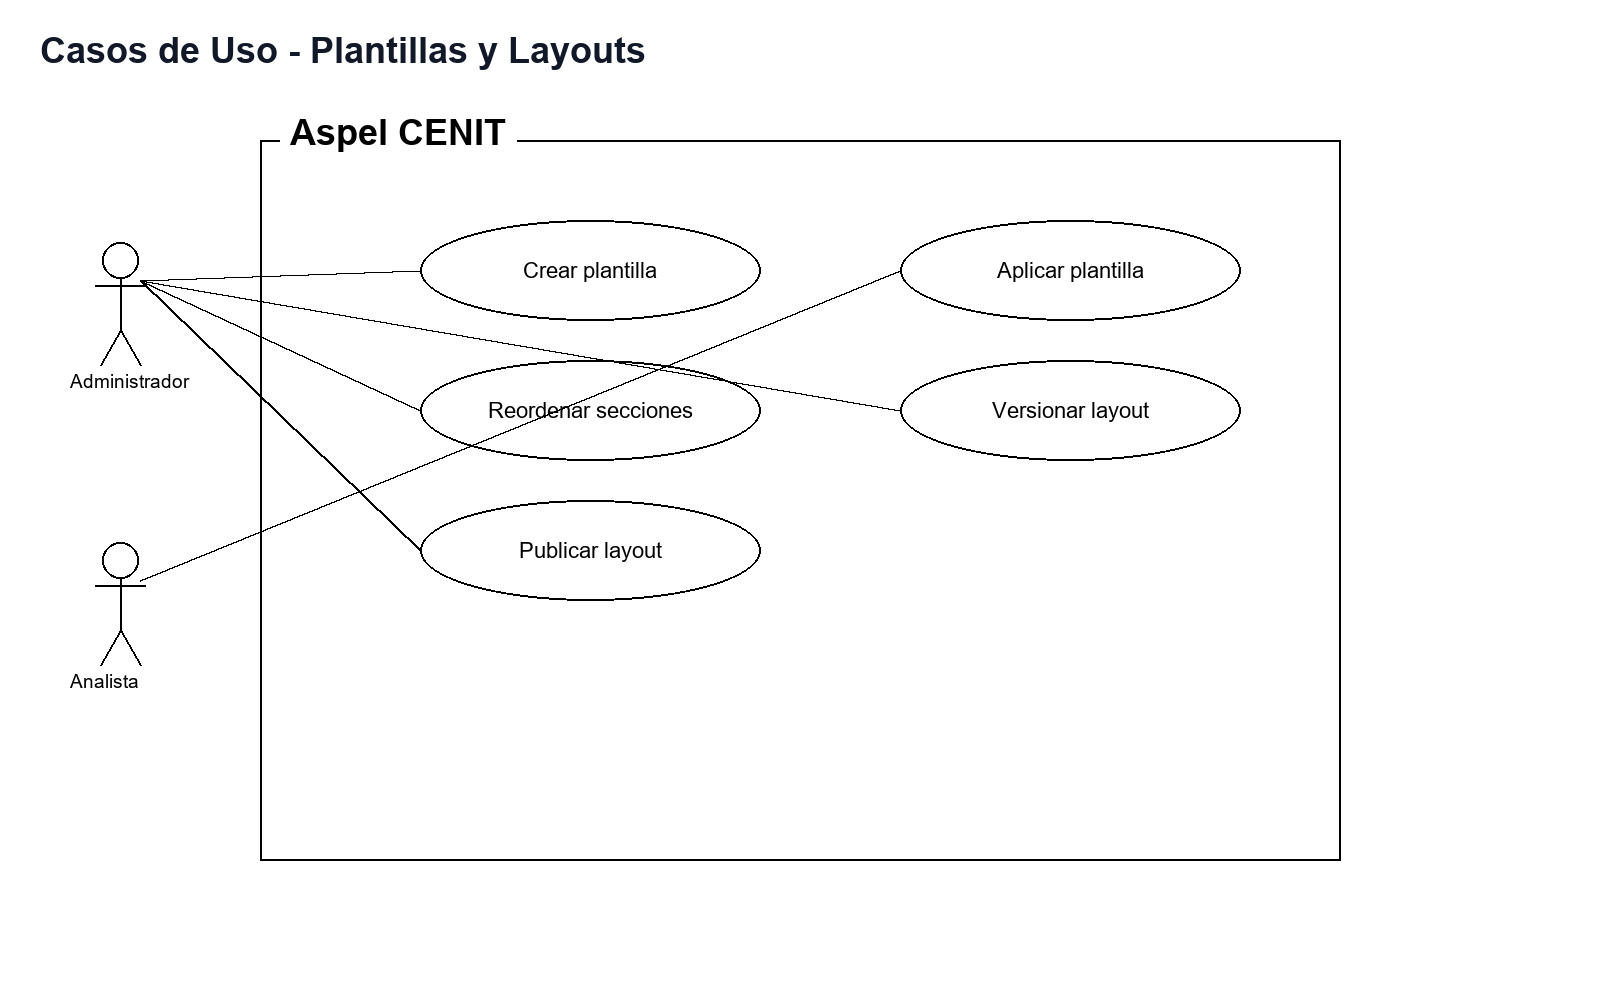 Casos de Uso - Plantillas y Layouts
Aspel CENIT
Crear plantilla
Aplicar plantilla
Administrador
Reordenar secciones
Versionar layout
Publicar layout
Analista